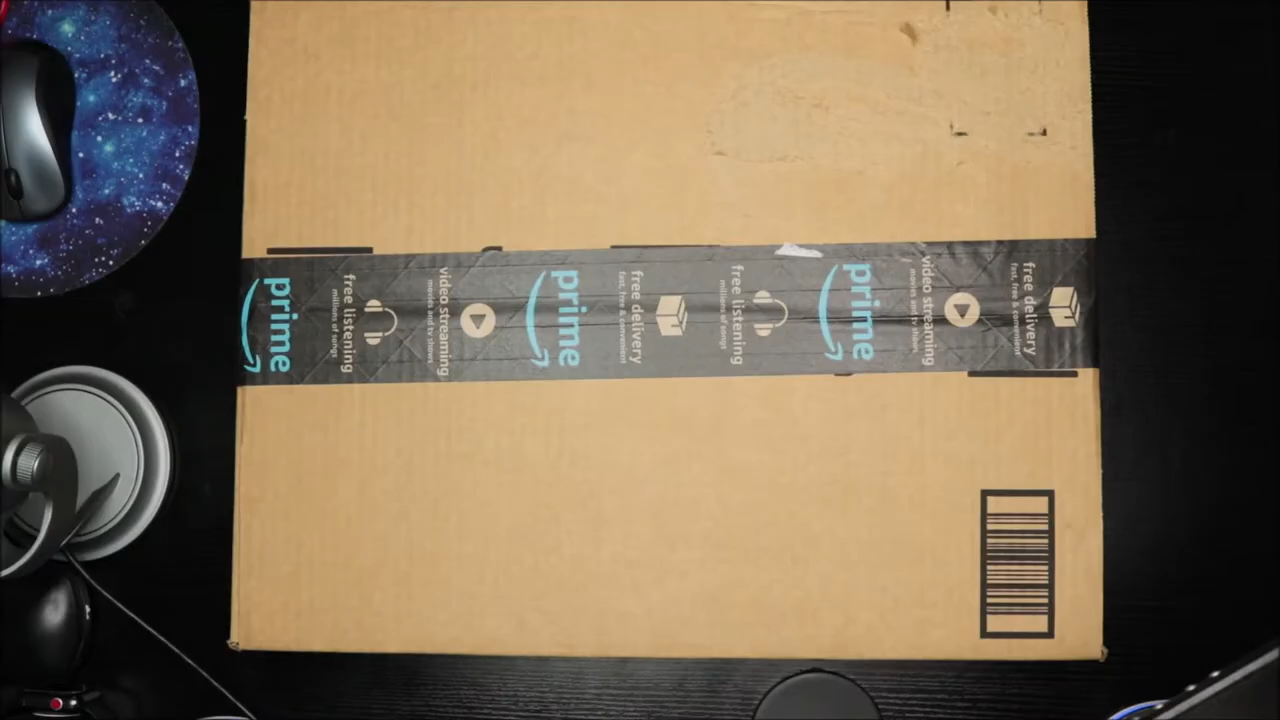 prime
free listening
millions of songs
video streaming
movies and tv shows
prime
free delivery
fast, free & convenient
free listening
millions of songs
prime
video streaming
movies and tv shows
free delivery
fast, free & convenient